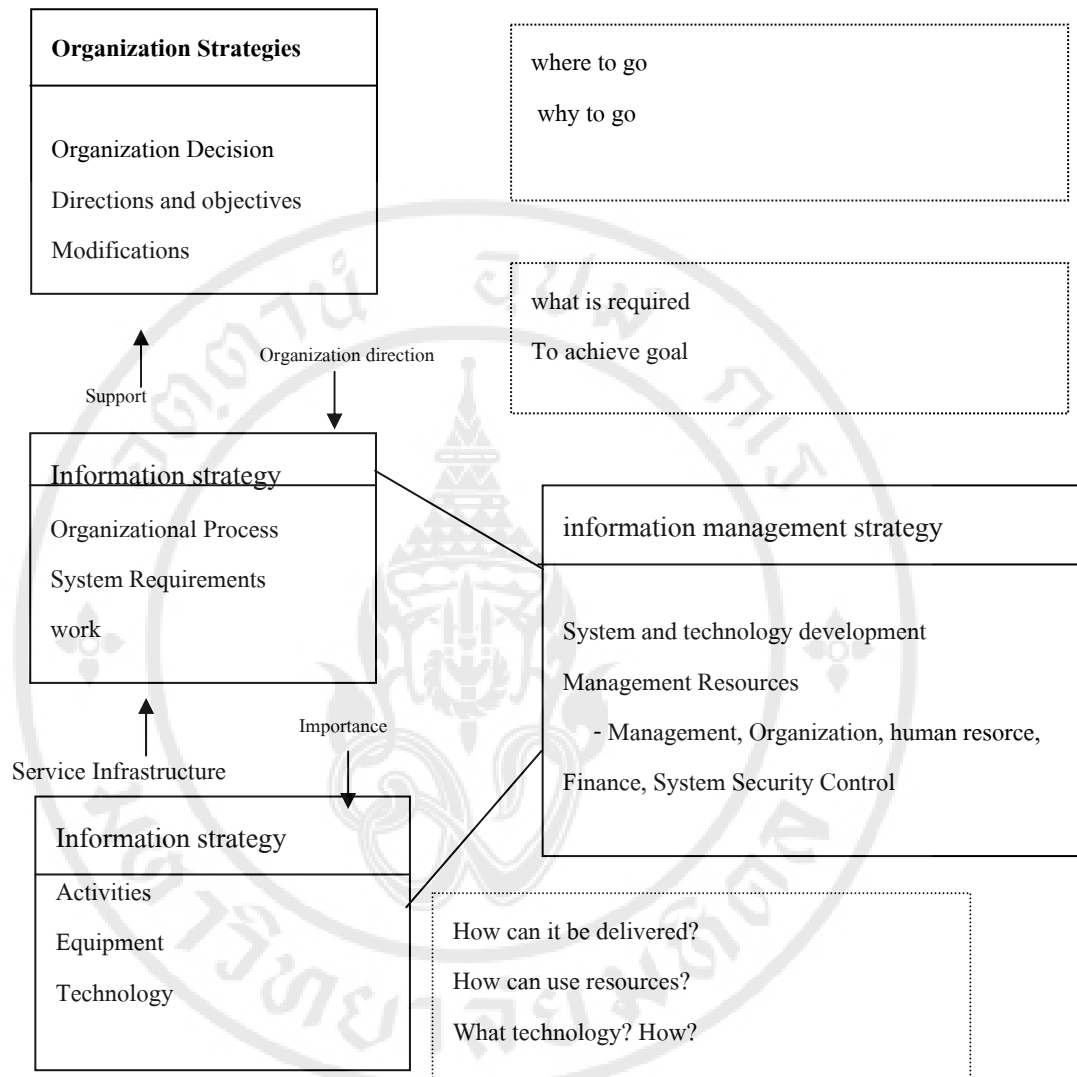 Organization Strategies
Organization Decision
Directions and objectives
Modifications
where to go
why to go
what is required
To achieve goal
Support
Organization direction
Information strategy
Organizational Process
System Requirements
work
information management strategy
System and technology development
Management Resources
- Management, Organization, human resorce,
Finance, System Security Control
Service Infrastructure
Importance
Information strategy
Activities
Equipment
Technology
How can it be delivered?
How can use resources?
What technology? How?